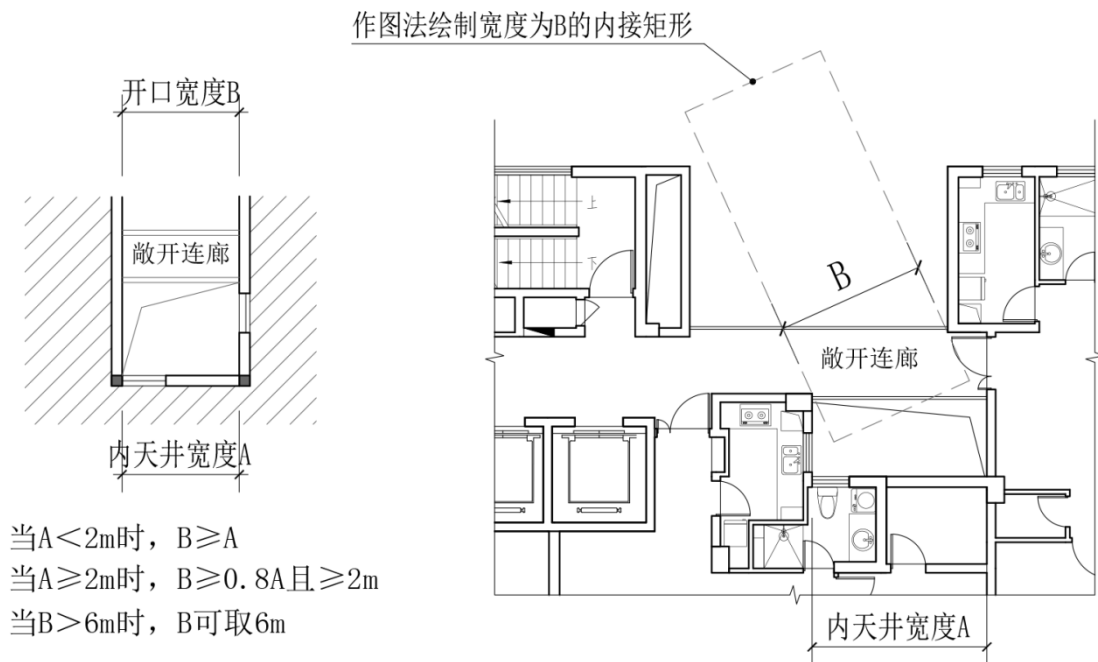 作图法绘制宽度为B的内接矩形
开口宽度B
敞开连廊
内天井宽度A
上
下
B
敞开连廊
内天井宽度A
当A<2m时，B≥A
当A≥2m时，B≥0.8A且≥2m
当B>6m时，B可取6m